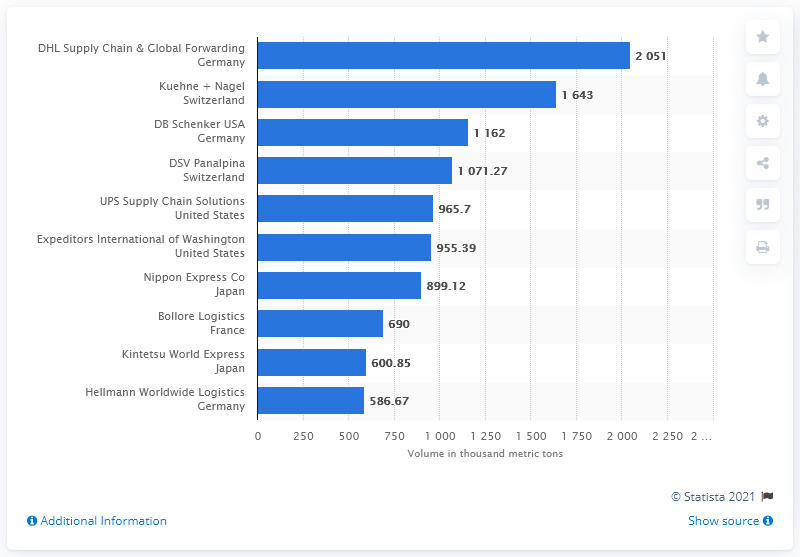 DHL Supply Chain & Global Forwarding
Germany
2 051
Kuehne + Nagel
Switzerland
1 643
DB Schenker USA
Germany
1 162
DSV Panalpina
Switzerland
1 071.27
UPS Supply Chain Solutions
United States
965.7
Expeditors International of Washington
United States
955.39
Nippon Express Co
Japan
899.12
Bollore Logistics
France
690
Kintetsu World Express
Japan
600.85
Hellmann Worldwide Logistics
Germany
586.67
0 250 500 750 1 000 1 250 1 500 1 750 2 000 2 250 2 ...
Volume in thousand metric tons
© Statista 2021
Additional Information
Show source